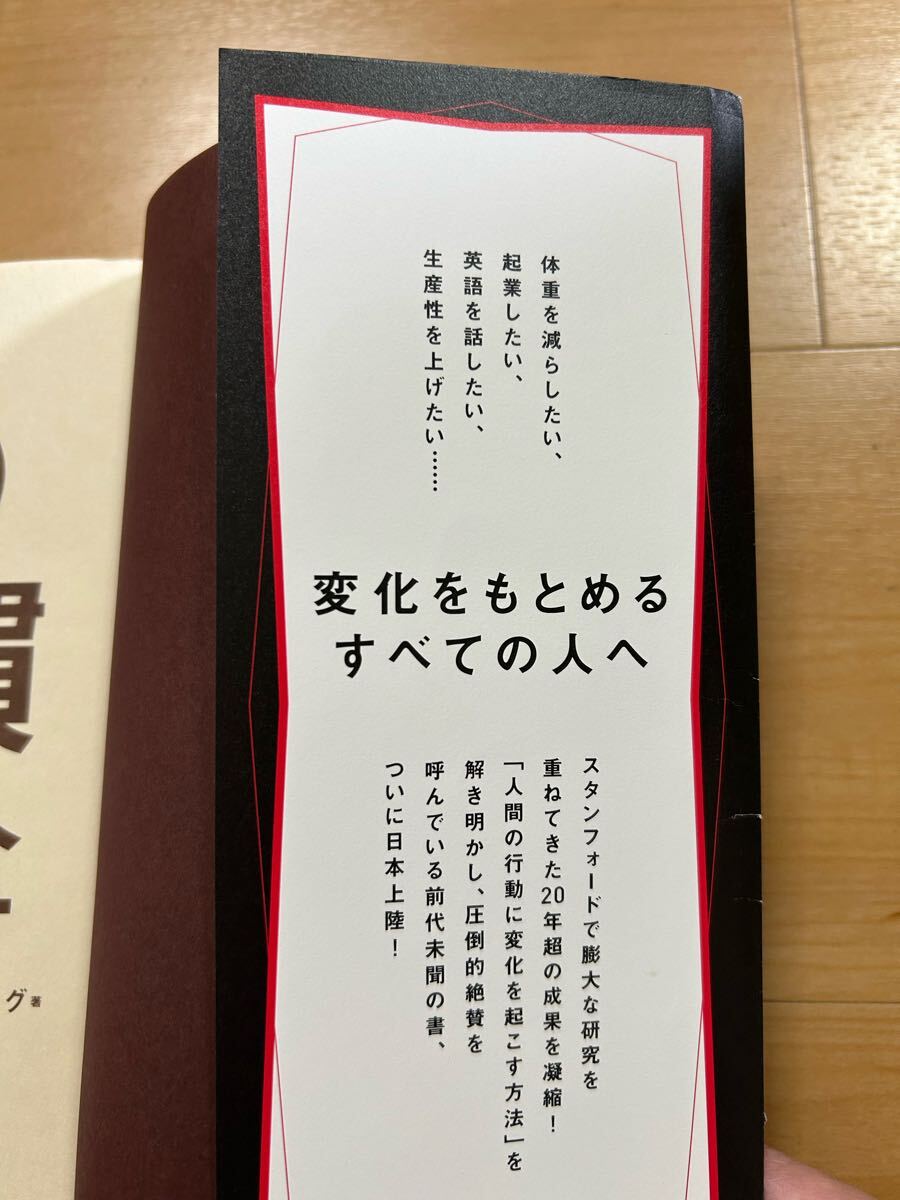 体重を減らしたい、
起業したい、
英語を話したい、
生産性を上げたい……
変化をもとめる
すべての人へ
スタンフォードで膨大な研究を
重ねてきた20年超の成果を凝縮！
「人間の行動に変化を起こす方法」を
解き明かし、圧倒的絶賛を
呼んでいる前代未聞の書、
ついに日本上陸！
グ 著